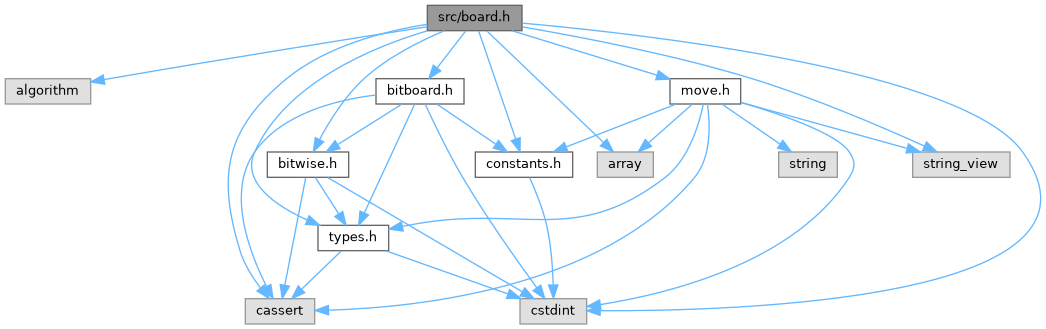 src/board.h
algorithm
bitboard.h
move.h
bitwise.h
constants.h
array
string
string_view
types.h
cassert
cstdint